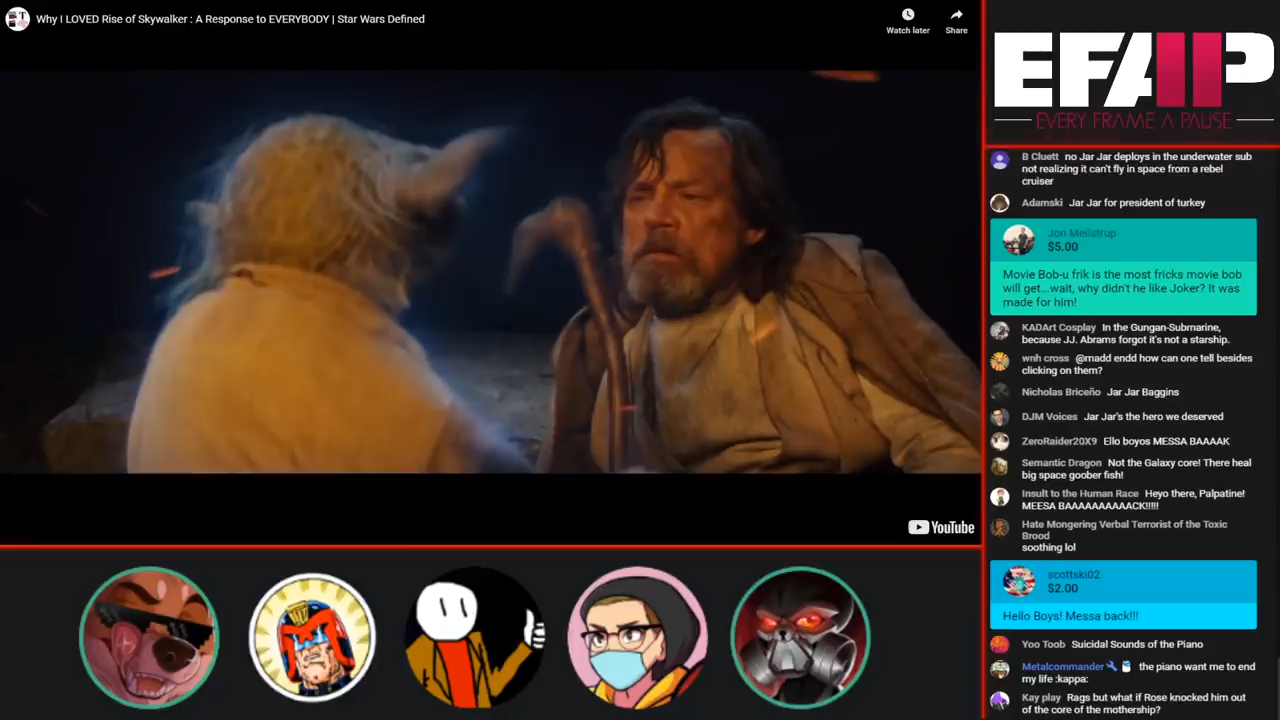 Why I LOVED Rise of Skywalker : A Response to EVERYBODY | Star Wars Defined
Watch later
Share
YouTube
EFAP
EVERY FRAME A PAUSE
B Cluett no Jar Jar deploys in the underwater sub
not realizing it can't fly in space from a rebel
cruiser
Adamski Jar Jar for president of turkey
Jon Meilstrup
$5.00
Movie Bob-u frik is the most fricks movie bob
will get...wait, why didn't he like Joker? It was
made for him!
KADArt Cosplay In the Gungan-Submarine,
because JJ. Abrams forgot it's not a starship.
wnh cross @madd endd how can one tell besides
clicking on them?
Nicholas Briceño Jar Jar Baggins
DJM Voices Jar Jar's the hero we deserved
ZeroRaider20X9 Ello boyos MESSA BAAAAK
Semantic Dragon Not the Galaxy core! There heal
big space goober fish!
Insult to the Human Race Heyo there, Palpatine!
MEESA BAAAAAAAAAACK!!!!!
Hate Mongering Verbal Terrorist of the Toxic
Brood
soothing lol
scottski02
$2.00
Hello Boys! Messa back!!!
Yoo Toob Suicidal Sounds of the Piano
Metalcommander the piano want me to end
my life :kappa:
Kay play Rags but what if Rose knocked him out
of the core of the mothership?